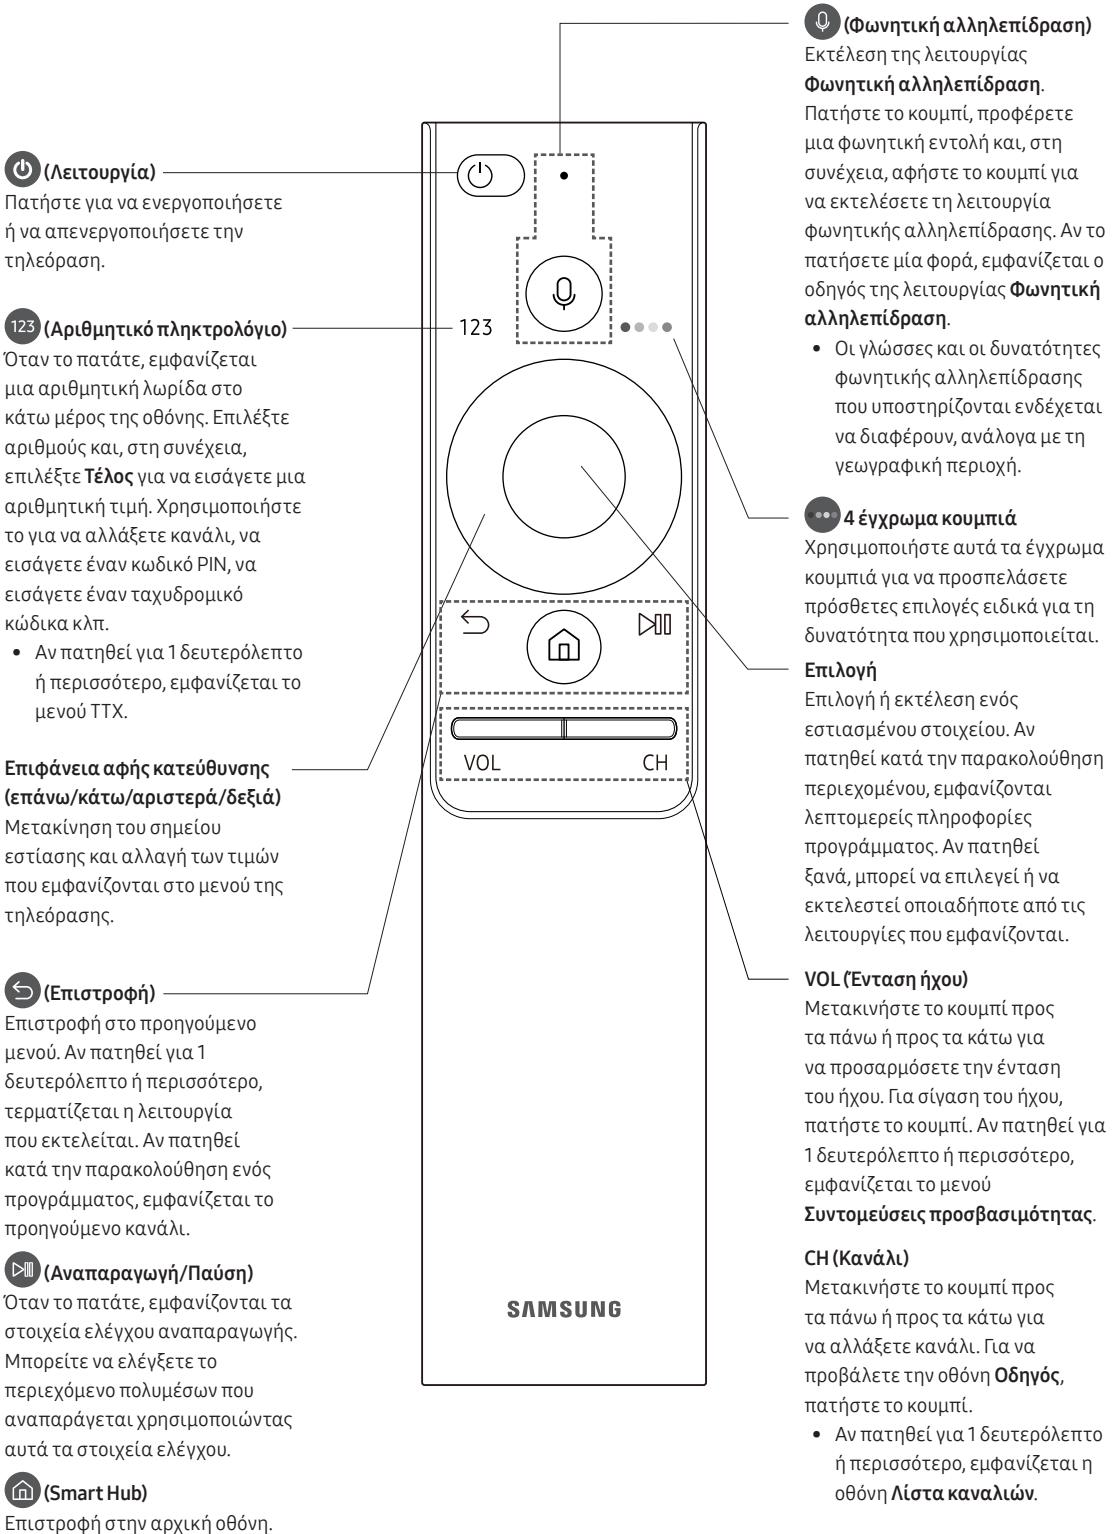 (Λειτουργία)
Πατήστε για να ενεργοποιήσετε
ή να απενεργοποιήσετε την
τηλεόραση.
123 (Αριθμητικό πληκτρολόγιο)
Όταν το πατάτε, εμφανίζεται
μια αριθμητική λωρίδα στο
κάτω μέρος της οθόνης. Επιλέξτε
αριθμούς και, στη συνέχεια,
επιλέξτε Τέλος για να εισάγετε μια
αριθμητική τιμή. Χρησιμοποιήστε
το για να αλλάξετε κανάλι, να
εισάγετε έναν κωδικό PIN, να
εισάγετε έναν ταχυδρομικό
κώδικα κλπ.
• Αν πατηθεί για 1 δευτερόλεπτο
ή περισσότερο, εμφανίζεται το
μενού TTX.
Επιφάνεια αφής κατεύθυνσης
(επάνω/κάτω/αριστερά/δεξιά)
Μετακίνηση του σημείου
εστίασης και αλλαγή των τιμών
που εμφανίζονται στο μενού της
τηλεόρασης.
(Επιστροφή)
Επιστροφή στο προηγούμενο
μενού. Αν πατηθεί για 1
δευτερόλεπτο ή περισσότερο,
τερματίζεται η λειτουργία
που εκτελείται. Αν πατηθεί
κατά την παρακολούθηση ενός
προγράμματος, εμφανίζεται το
προηγούμενο κανάλι.
(Αναπαραγωγή/Παύση)
Όταν το πατάτε, εμφανίζονται τα
στοιχεία ελέγχου αναπαραγωγής.
Μπορείτε να ελέγξετε το
περιεχόμενο πολυμέσων που
αναπαράγεται χρησιμοποιώντας
αυτά τα στοιχεία ελέγχου.
(Smart Hub)
Επιστροφή στην αρχική οθόνη.
123
VOL CH
SAMSUNG
(Φωνητική αλληλεπίδραση)
Εκτέλεση της λειτουργίας
Φωνητική αλληλεπίδραση.
Πατήστε το κουμπί, προφέρετε
μια φωνητική εντολή και, στη
συνέχεια, αφήστε το κουμπί για
να εκτελέσετε τη λειτουργία
φωνητικής αλληλεπίδρασης. Αν το
πατήσετε μία φορά, εμφανίζεται ο
οδηγός της λειτουργίας Φωνητική
αλληλεπίδραση.
• Οι γλώσσες και οι δυνατότητες
φωνητικής αλληλεπίδρασης
που υποστηρίζονται ενδέχεται
να διαφέρουν, ανάλογα με τη
γεωγραφική περιοχή.
4 έγχρωμα κουμπιά
Χρησιμοποιήστε αυτά τα έγχρωμα
κουμπιά για να προσπελάσετε
πρόσθετες επιλογές ειδικά για τη
δυνατότητα που χρησιμοποιείται.
Επιλογή
Επιλογή ή εκτέλεση ενός
εστιασμένου στοιχείου. Αν
πατηθεί κατά την παρακολούθηση
περιεχομένου, εμφανίζονται
λεπτομερείς πληροφορίες
προγράμματος. Αν πατηθεί
ξανά, μπορεί να επιλεγεί ή να
εκτελεστεί οποιαδήποτε από τις
λειτουργίες που εμφανίζονται.
VOL (Ένταση ήχου)
Μετακινήστε το κουμπί προς
τα πάνω ή προς τα κάτω για
να προσαρμόσετε την ένταση
του ήχου. Για σίγαση του ήχου,
πατήστε το κουμπί. Αν πατηθεί για
1 δευτερόλεπτο ή περισσότερο,
εμφανίζεται το μενού
Συντομεύσεις προσβασιμότητας.
CH (Κανάλι)
Μετακινήστε το κουμπί προς
τα πάνω ή προς τα κάτω για
να αλλάξετε κανάλι. Για να
προβάλετε την οθόνη Οδηγός,
πατήστε το κουμπί.
• Αν πατηθεί για 1 δευτερόλεπτο
ή περισσότερο, εμφανίζεται η
οθόνη Λίστα καναλιών.